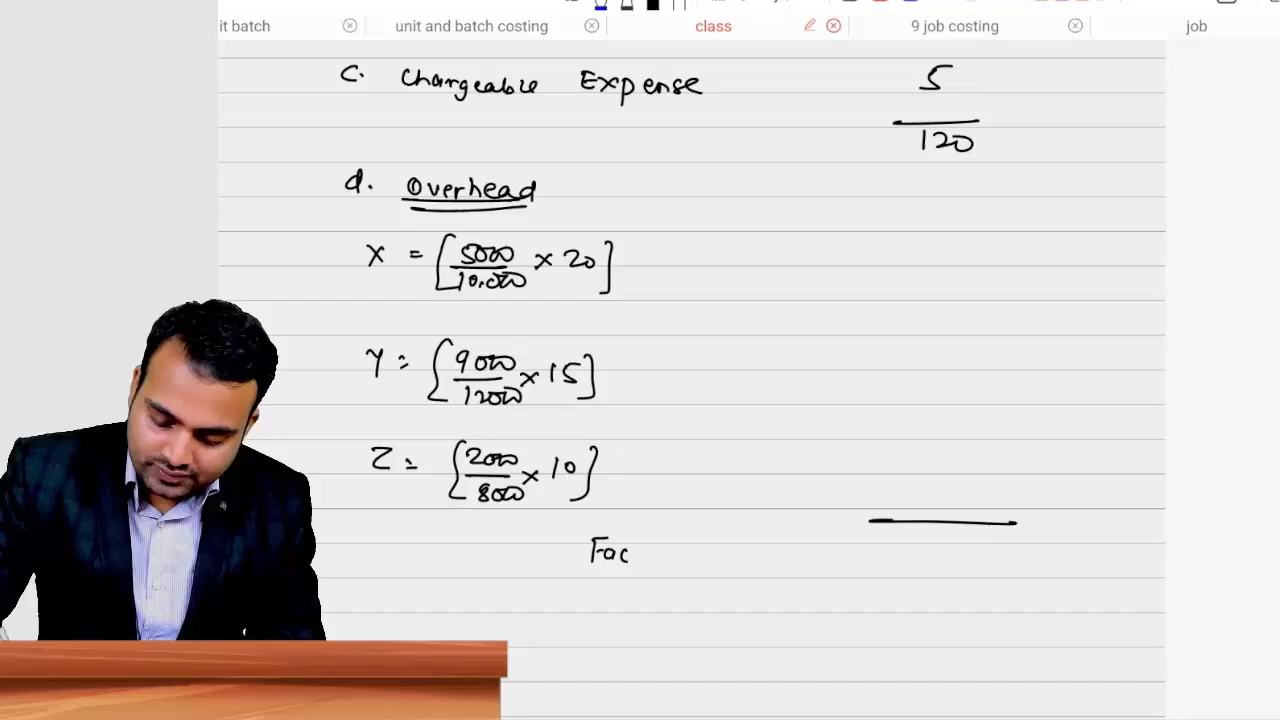 it batch unit and batch costing class 9 job costing job
c. Chargeable Expense 5
120
d. Overhead
X = [5000/10,000 × 20]
Y = [9000/12000 × 15]
Z = [2000/8000 × 10]
Fac